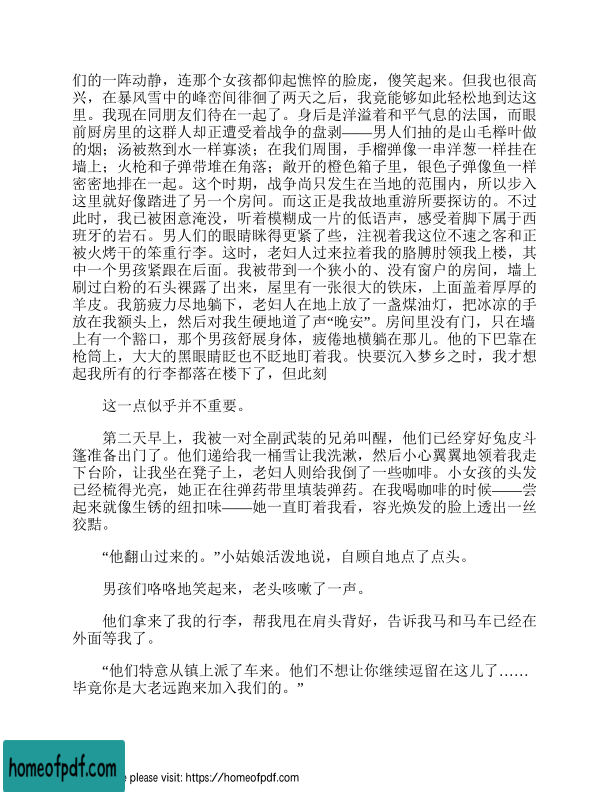 们的一阵动静，连那个女孩都仰起憔悴的脸庞，傻笑起来。但我也很高
兴，在暴风雪中的峰峦间徘徊了两天之后，我竟能够如此轻松地到达这
里。我现在同朋友们待在一起了。身后是洋溢着和平气息的法国，而眼
前厨房里的这群人却正遭受着战争的盘剥——男人们抽的是山毛榉叶做
的烟；汤被熬到水一样寡淡；在我们周围，手榴弹像一串洋葱一样挂在
墙上；火枪和子弹带堆在角落；敞开的橙色箱子里，银色子弹像鱼一样
密密地排在一起。这个时期，战争尚只发生在当地的范围内，所以步入
这里就好像踏进了另一个房间。而这正是我故地重游所要探访的。不过
此时，我已被困意淹没，听着模糊成一片的低语声，感受着脚下属于西
班牙的岩石。男人们的眼睛眯得更紧了些，注视着我这位不速之客和正
被火烤干的笨重行李。这时，老妇人过来拉着我的胳膊肘领我上楼，其
中一个男孩紧跟在后面。我被带到一个狭小的、没有窗户的房间，墙上
刷过白粉的石头裸露了出来，屋里有一张很大的铁床，上面盖着厚厚的
羊皮。我筋疲力尽地躺下，老妇人在地上放了一盏煤油灯，把冰凉的手
放在我额头上，然后对我生硬地道了声“晚安”。房间里没有门，只在墙
上有一个豁口，那个男孩舒展身体，疲倦地横躺在那儿。他的下巴靠在
枪筒上，大大的黑眼睛眨也不眨地盯着我。快要沉入梦乡之时，我才想
起我所有的行李都落在楼下了，但此刻
这一点似乎并不重要。
第二天早上，我被一对全副武装的兄弟叫醒，他们已经穿好兔皮斗
篷准备出门了。他们递给我一桶雪让我洗漱，然后小心翼翼地领着我走
下台阶，让我坐在凳子上，老妇人则给我倒了一些咖啡。小女孩的头发
已经梳得光亮，她正在往弹药带里填装弹药。在我喝咖啡的时候——尝
起来就像生锈的纽扣味——她一直盯着我看，容光焕发的脸上透出一丝
狡黠。
“他翻山过来的。”小姑娘活泼地说，自顾自地点了点头。
男孩们咯咯地笑起来，老头咳嗽了一声。
他们拿来了我的行李，帮我甩在肩头背好，告诉我马和马车已经在
外面等我了。
“他们特意从镇上派了车来。他们不想让你继续逗留在这儿了……
毕竟你是大老远跑来加入我们的。”
homeofpdf.com
e please visit: https://homeofpdf.com